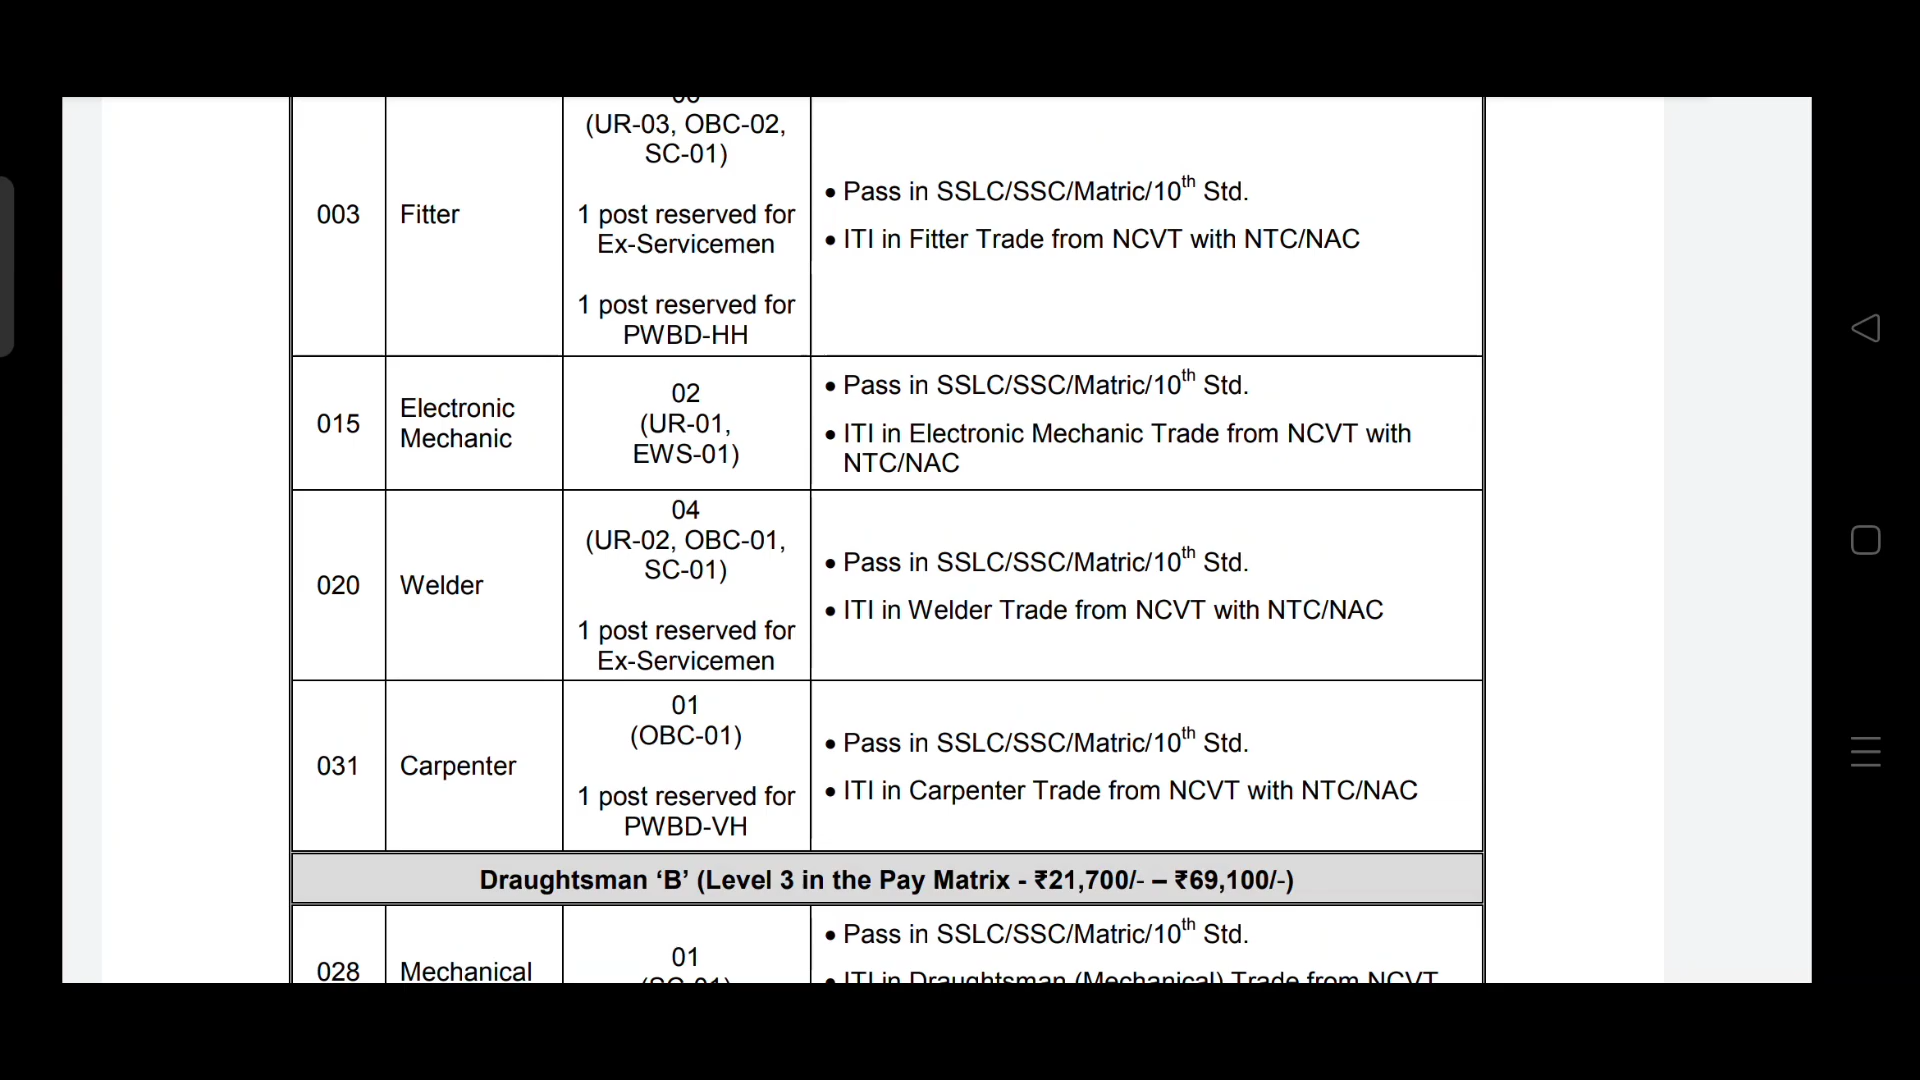 (UR-03, OBC-02,
SC-01)
1 post reserved for
Ex-Servicemen
1 post reserved for
PWBD-HH
003
Fitter
• Pass in SSLC/SSC/Matric/10th Std.
• ITI in Fitter Trade from NCVT with NTC/NAC
015
Electronic
Mechanic
02
(UR-01,
EWS-01)
• Pass in SSLC/SSC/Matric/10th Std.
• ITI in Electronic Mechanic Trade from NCVT with
NTC/NAC
020
Welder
04
(UR-02, OBC-01,
SC-01)
1 post reserved for
Ex-Servicemen
• Pass in SSLC/SSC/Matric/10th Std.
• ITI in Welder Trade from NCVT with NTC/NAC
031
Carpenter
01
(OBC-01)
1 post reserved for
PWBD-VH
• Pass in SSLC/SSC/Matric/10th Std.
• ITI in Carpenter Trade from NCVT with NTC/NAC
Draughtsman ‘B’ (Level 3 in the Pay Matrix - ₹21,700/- – ₹69,100/-)
028
Mechanical
01
• Pass in SSLC/SSC/Matric/10th Std.
• ITI in Draughtsman (Mechanical) Trade from NCVT